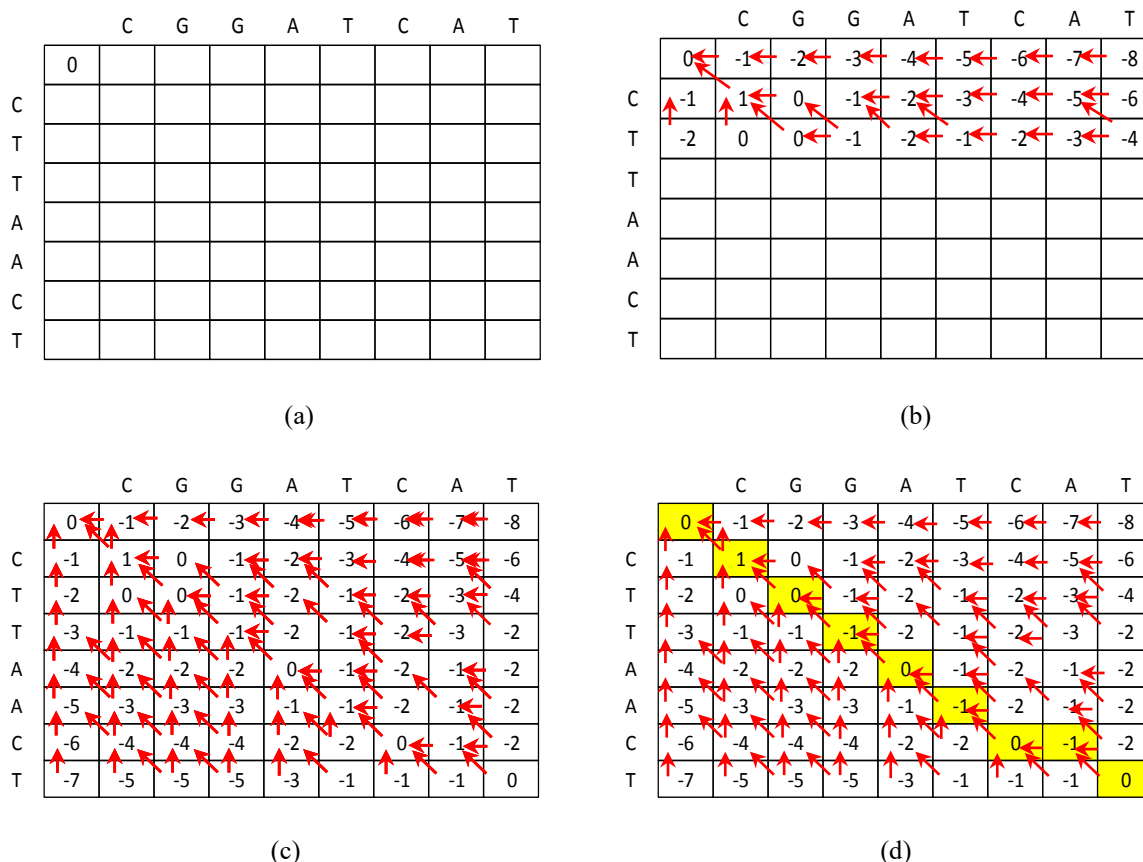 C G G A T C A T
0
C
T
T
A
A
C
T
(a)
C G G A T C A T
0 -1 -2 -3 -4 -5 -6 -7 -8
C -1 1 0 -1 -2 -3 -4 -5 -6
T -2 0 0 -1 -2 -1 -2 -3 -4
T
A
A
C
T
(b)
C G G A T C A T
0 -1 -2 -3 -4 -5 -6 -7 -8
C -1 1 0 -1 -2 -3 -4 -5 -6
T -2 0 0 -1 -2 -1 -2 -3 -4
T -3 -1 -1 -1 -2 -1 -2 -3 -2
A -4 -2 -2 -2 0 -1 -2 -1 -2
A -5 -3 -3 -3 -1 -1 -2 -1 -2
C -6 -4 -4 -4 -2 -2 0 -1 -2
T -7 -5 -5 -5 -3 -1 -1 -1 0
(c)
C G G A T C A T
0 -1 -2 -3 -4 -5 -6 -7 -8
C -1 1 0 -1 -2 -3 -4 -5 -6
T -2 0 0 -1 -2 -1 -2 -3 -4
T -3 -1 -1 -1 -2 -1 -2 -3 -2
A -4 -2 -2 -2 0 -1 -2 -1 -2
A -5 -3 -3 -3 -1 -1 -2 -1 -2
C -6 -4 -4 -4 -2 -2 0 -1 -2
T -7 -5 -5 -5 -3 -1 -1 -1 0
(d)